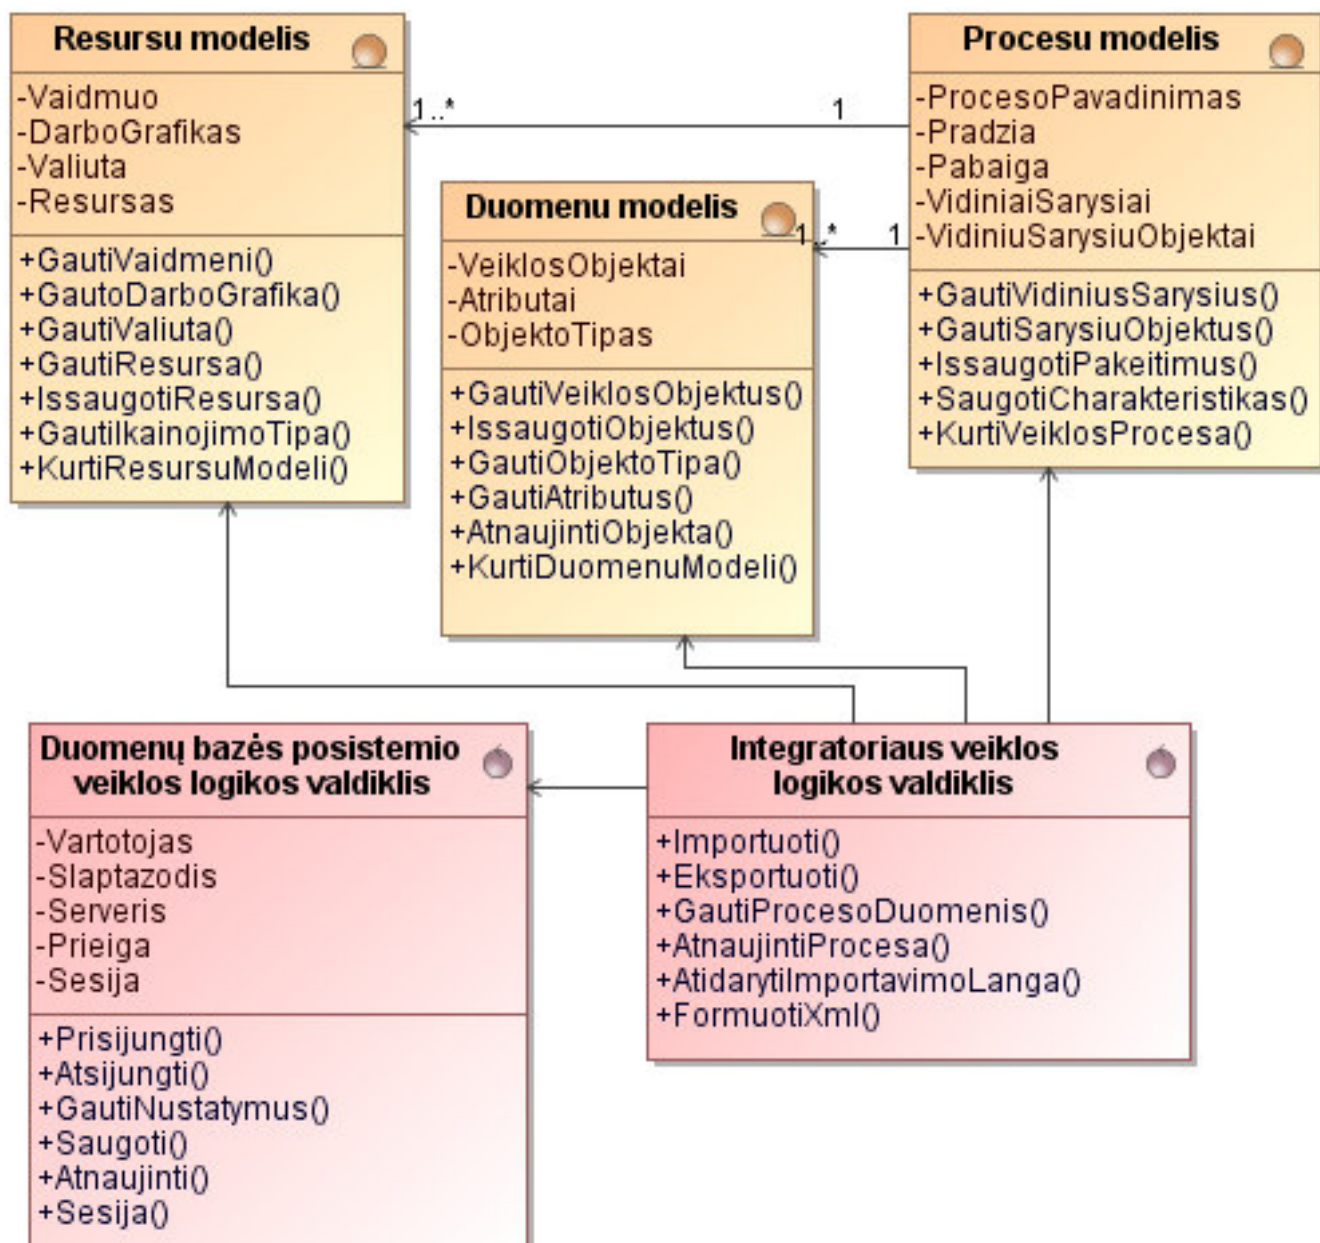 Resursu modelis
-Vaidmuo
-DarboGrafikas
-Valiuta
-Resursas
+GautiVaidmeni()
+GautoDarboGrafika()
+GautiValiuta()
+GautiResursa()
+IssaugotiResursa()
+GautiIkainojimoTipa()
+KurtiResursuModeli()
1..*
1
Procesu modelis
-ProcesoPavadinimas
-Pradzia
-Pabaiga
-VidiniaiSarysiai
-VidiniuSarysiuObjektai
+GautiVidiniusSarysius()
+GautiSarysiuObjektus()
+IssaugotiPakeitimus()
+SaugotiCharakteristikas()
+KurtiVeiklosProcesa()
Duomenu modelis
1..*
1
-VeiklosObjektai
-Atributai
-ObjektoTipas
+GautiVeiklosObjektus()
+IssaugotiObjektus()
+GautiObjektoTipa()
+GautiAtributus()
+AtnaujintiObjekta()
+KurtiDuomenuModeli()
Duomenų bazės posistemio
veiklos logikos valdiklis
-Vartotojas
-Slaptazodis
-Serveris
-Prieiga
-Sesija
+Prisijungti()
+Atsijungti()
+GautiNustatymus()
+Saugoti()
+Atnaujinti()
+Sesija()
Integratoriaus veiklos
logikos valdiklis
+Importuoti()
+Eksportuoti()
+GautiProcesoDuomenis()
+AtnaujintiProcesa()
+AtidarytiImportavimoLanga()
+FormuotiXml()